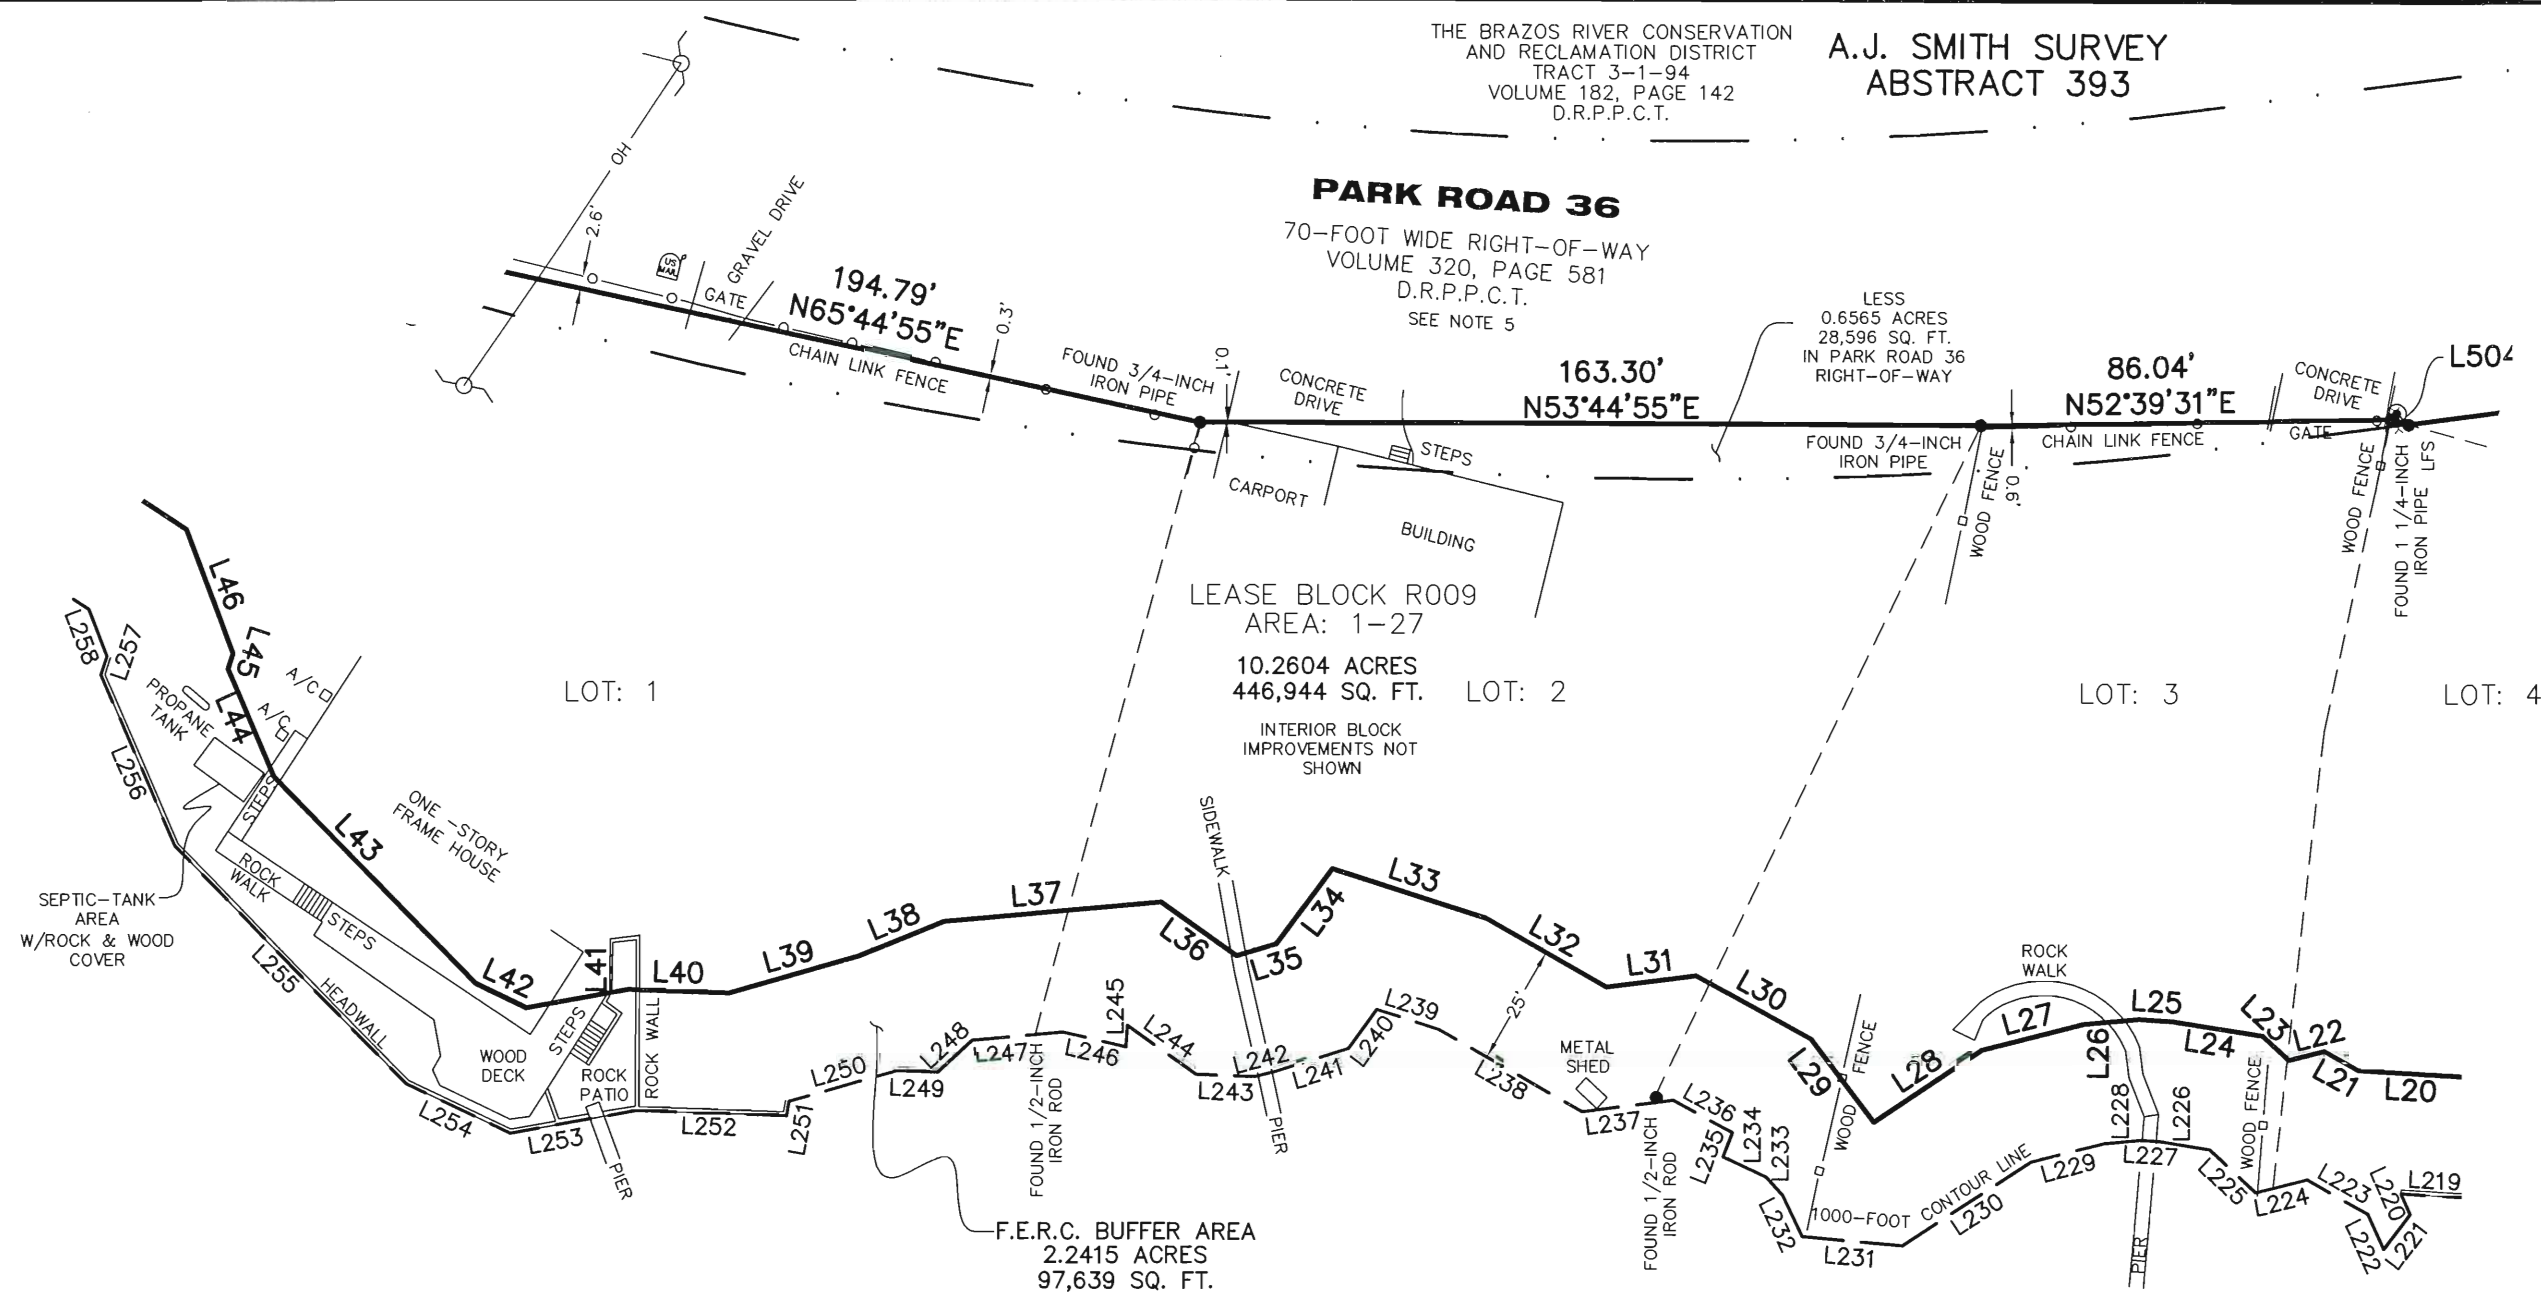 THE BRAZOS RIVER CONSERVATION
AND RECLAMATION DISTRICT
TRACT 3-1-94
VOLUME 182, PAGE 142
D.R.P.P.C.T.
A.J. SMITH SURVEY
ABSTRACT 393
OH
2.6'
US
MAIL
GRAVEL DRIVE
GATE
194.79'
N65°44'55"E
CHAIN LINK FENCE
0.3'
PARK ROAD 36
70-FOOT WIDE RIGHT-OF-WAY
VOLUME 320, PAGE 581
D.R.P.P.C.T.
SEE NOTE 5
FOUND 3/4-INCH
IRON PIPE
0.1'
CONCRETE
DRIVE
163.30'
N53°44'55"E
LESS
0.6565 ACRES
28,596 SQ. FT.
IN PARK ROAD 36
RIGHT-OF-WAY
86.04'
N52°39'31"E
CONCRETE
DRIVE
L504
STEPS
CARPORT
BUILDING
FOUND 3/4-INCH
IRON PIPE
WOOD FENCE
0.6'
CHAIN LINK FENCE
GATE
WOOD FENCE
FOUND 1 1/4-INCH
IRON PIPE LFS
LEASE BLOCK R009
AREA: 1-27
10.2604 ACRES
446,944 SQ. FT.
INTERIOR BLOCK
IMPROVEMENTS NOT
SHOWN
LOT: 1
LOT: 2
LOT: 3
LOT: 4
L46
L45
L44
L258
L257
L256
PROPANE
TANK
A/C
A/C
STEPS
L43
ONE -STORY
FRAME HOUSE
ROCK
WALK
STEPS
SEPTIC-TANK
AREA
W/ROCK & WOOD
COVER
L255
HEADWALL
L42
L41
L40
L39
L38
L37
L36
L35
L34
L33
L32
L31
L30
L29
L28
L27
L26
L25
L24
L23
L22
L21
L20
SIDEWALK
25'
ROCK
WALK
WOOD
DECK
STEPS
ROCK
PATIO
ROCK WALL
L254
L253
PIER
L252
L251
L250
L249
L248
L247
FOUND 1/2-INCH
IRON ROD
L246
L245
L244
L243
L242
PIER
L241
L240
L239
L238
METAL
SHED
L237
FOUND 1/2-INCH
IRON ROD
L236
L235
L234
L233
L232
WOOD FENCE
L231
1000-FOOT CONTOUR LINE
L230
L229
L228
L227
L226
PIER
L225
WOOD FENCE
L224
L223
L222
L221
L220
L219
F.E.R.C. BUFFER AREA
2.2415 ACRES
97,639 SQ. FT.